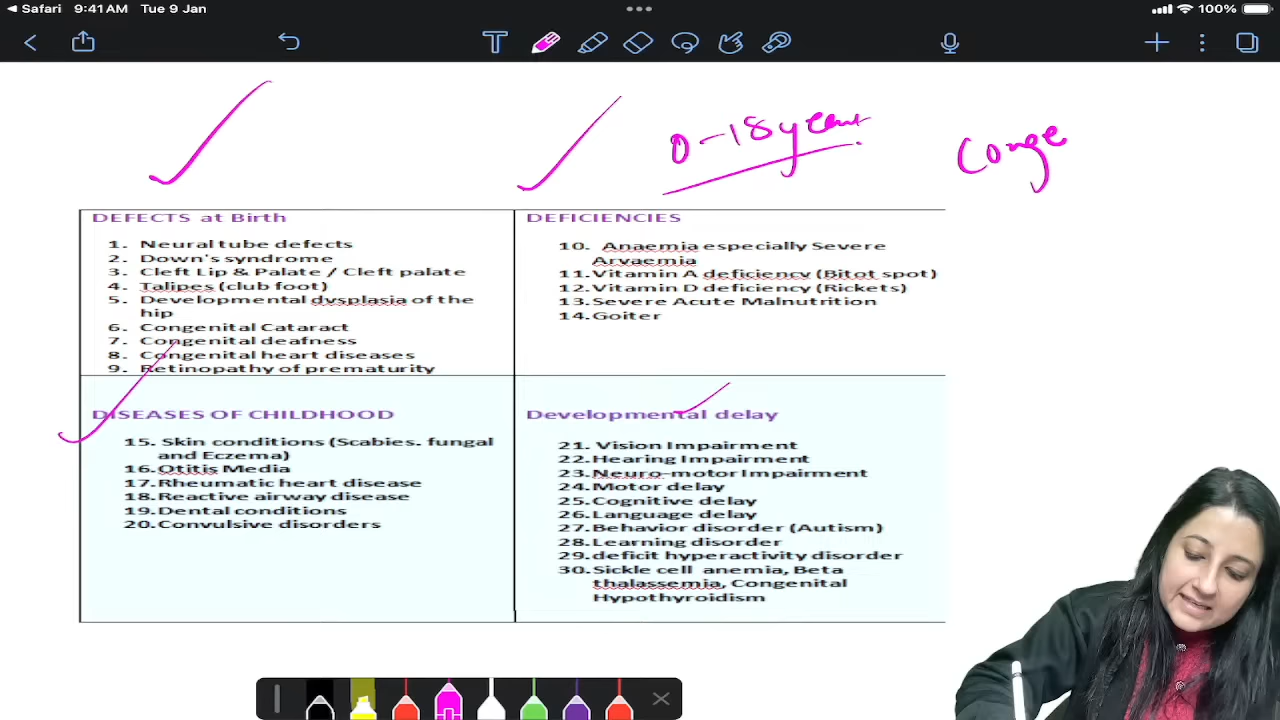 Safari 9:41 AM Tue 9 Jan
100%
0-18 years
Conge
DEFECTS at Birth
1. Neural tube defects
2. Down's syndrome
3. Cleft Lip & Palate / Cleft palate
4. Talipes (club foot)
5. Developmental dvsplasia of the
hip
6. Congenital Cataract
7. Congenital deafness
8. Congenital heart diseases
9. Retinopathy of prematurity
DEFICIENCIES
10. Anaemia especially Severe
Arvaemia
11. Vitamin A deficiency (Bitot spot)
12. Vitamin D deficiency (Rickets)
13. Severe Acute Malnutrition
14. Goiter
DISEASES OF CHILDHOOD
15. Skin conditions (Scabies. fungal
and Eczema)
16. Otitis Media
17. Rheumatic heart disease
18. Reactive airway disease
19. Dental conditions
20. Convulsive disorders
Developmental delay
21. Vision Impairment
22. Hearing Impairment
23. Neuro-motor Impairment
24. Motor delay
25. Cognitive delay
26. Language delay
27. Behavior disorder (Autism)
28. Learning disorder
29. deficit hyperactivity disorder
30. Sickle cell anemia, Beta
thalassemia, Congenital
Hypothyroidism